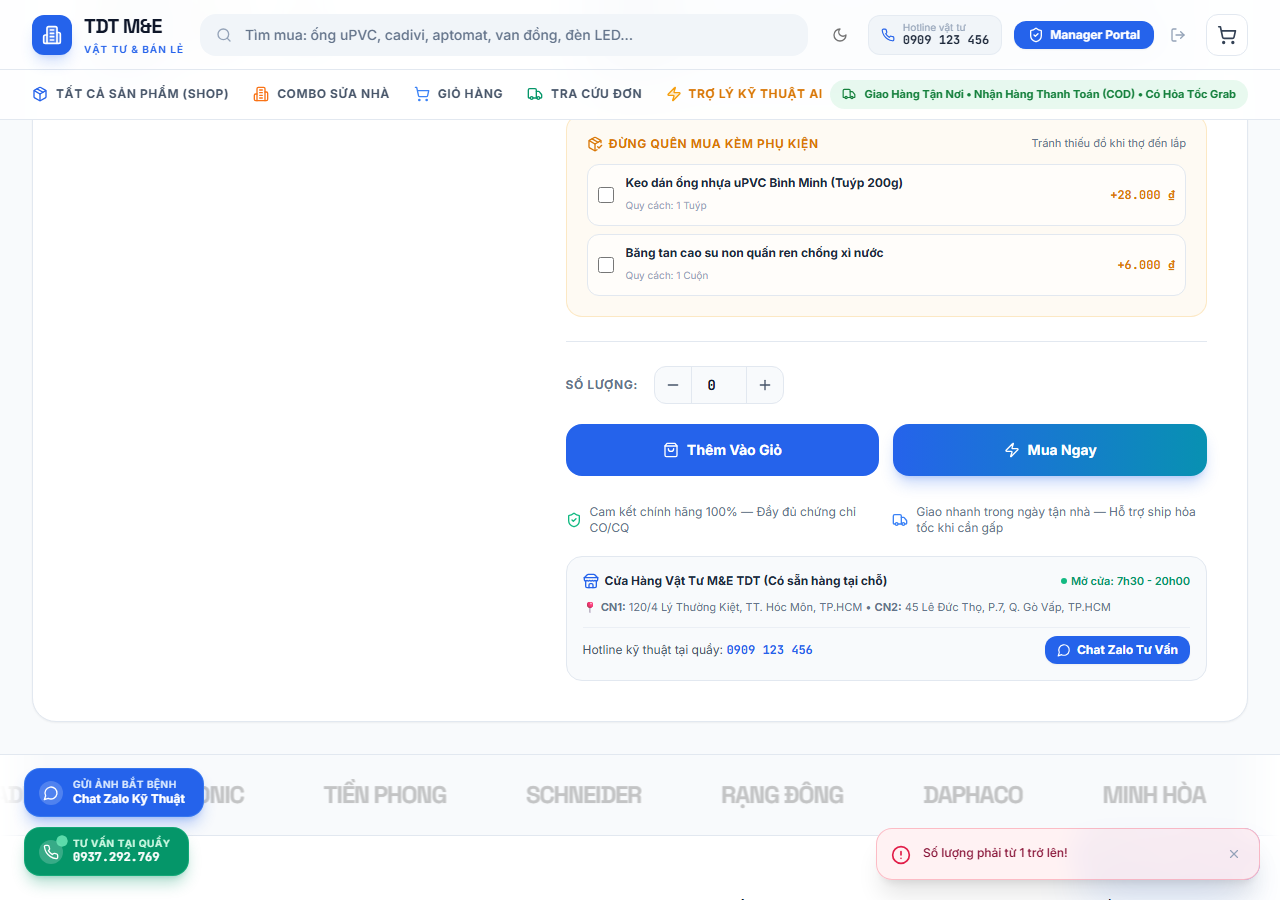 TDT M&E
VẬT TƯ & BÁN LẺ
Tìm mua: ống uPVC, cadivi, aptomat, van đồng, đèn LED...
Hotline vật tư
0909 123 456
Manager Portal
TẤT CẢ SẢN PHẨM (SHOP)
COMBO SỬA NHÀ
GIỎ HÀNG
TRA CỨU ĐƠN
TRỢ LÝ KỸ THUẬT AI
Giao Hàng Tận Nơi • Nhận Hàng Thanh Toán (COD) • Có Hỏa Tốc Grab
ĐỪNG QUÊN MUA KÈM PHỤ KIỆN
Tránh thiếu đồ khi thợ đến lắp
Keo dán ống nhựa uPVC Bình Minh (Tuýp 200g)
Quy cách: 1 Tuýp
+28.000 đ
Băng tan cao su non quấn ren chống xì nước
Quy cách: 1 Cuộn
+6.000 đ
SỐ LƯỢNG:
0
Thêm Vào Giỏ
Mua Ngay
Cam kết chính hãng 100% — Đầy đủ chứng chỉ
CO/CQ
Giao nhanh trong ngày tận nhà — Hỗ trợ ship hỏa
tốc khi cần gấp
Cửa Hàng Vật Tư M&E TDT (Có sẵn hàng tại chỗ)
Mở cửa: 7h30 - 20h00
CN1: 120/4 Lý Thường Kiệt, TT. Hóc Môn, TP.HCM • CN2: 45 Lê Đức Thọ, P.7, Q. Gò Vấp, TP.HCM
Hotline kỹ thuật tại quầy: 0909 123 456
Chat Zalo Tư Vấn
GỬI ẢNH BẮT BỆNH
Chat Zalo Kỹ Thuật
TIỀN PHONG
SCHNEIDER
RẠNG ĐÔNG
DAPHACO
MINH HÒA
TƯ VẤN TẠI QUẦY
0937.292.769
Số lượng phải từ 1 trở lên!